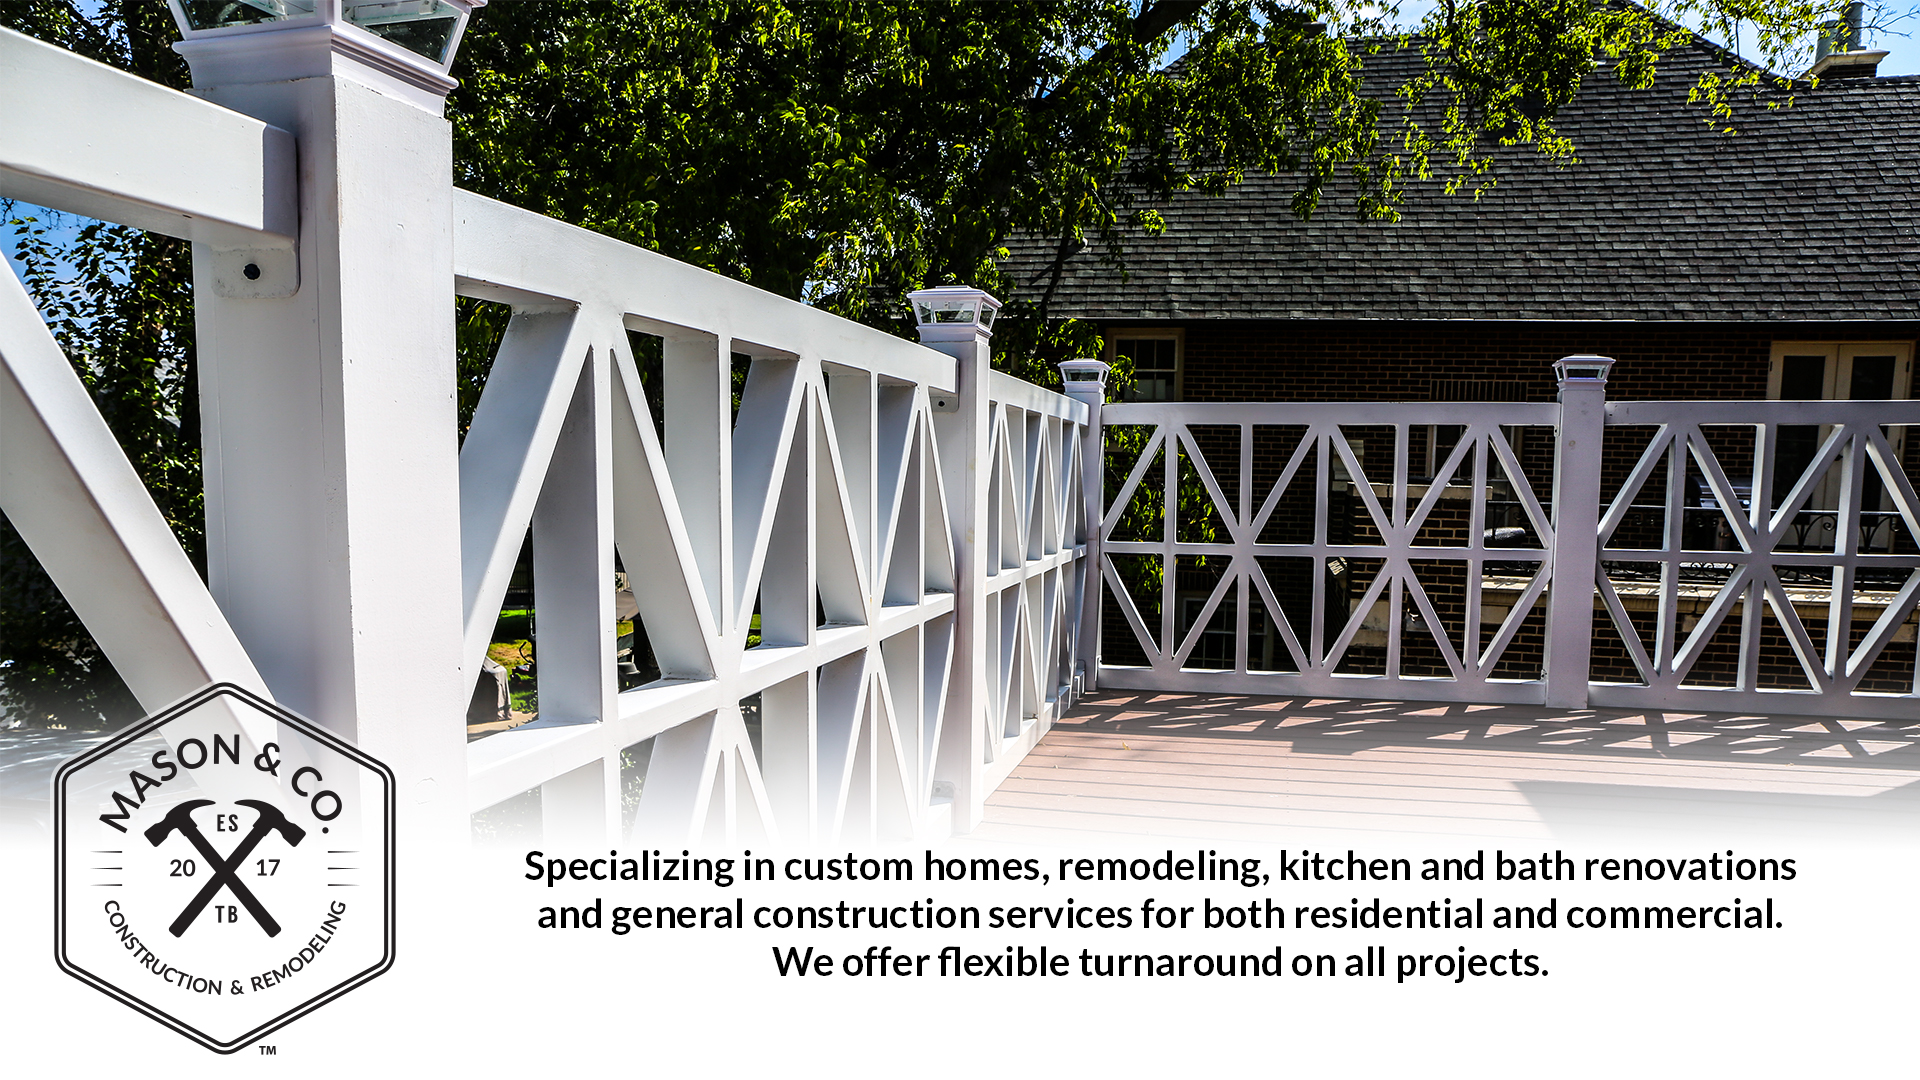 MASON & CO.
ES
20 17
TB
CONSTRUCTION & REMODELING
TM
Specializing in custom homes, remodeling, kitchen and bath renovations
and general construction services for both residential and commercial.
We offer flexible turnaround on all projects.